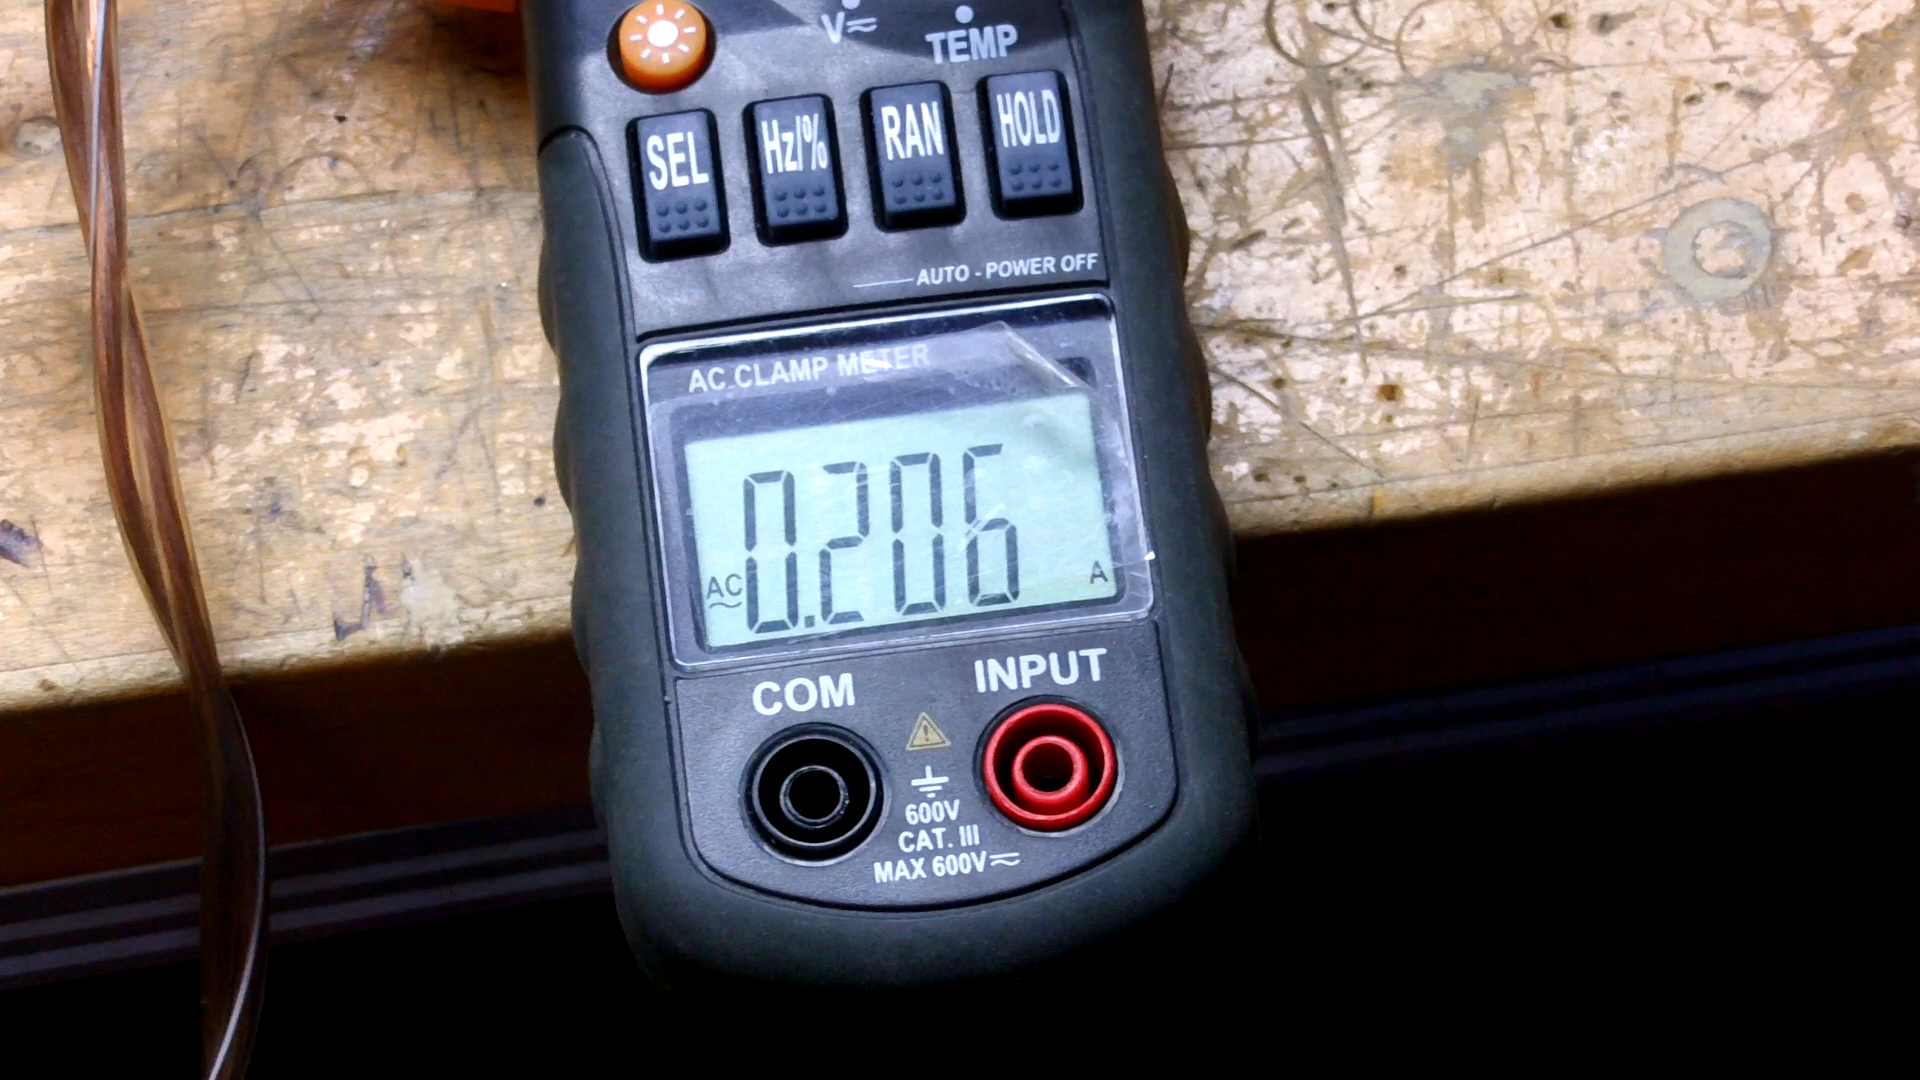 V⎓
TEMP
SEL Hz/% RAN HOLD
AUTO - POWER OFF
AC CLAMP METER
AC 0.206 A
COM INPUT
600V
CAT. III
MAX 600V